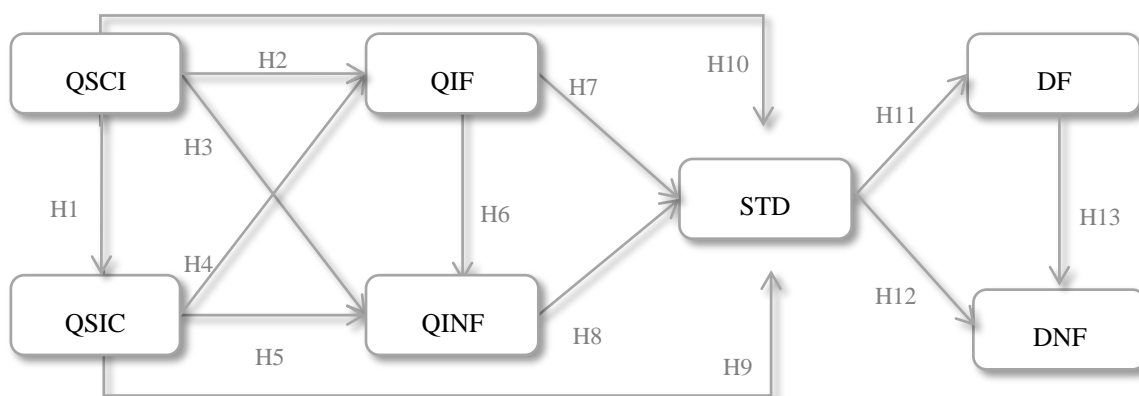 QSCI
H2
QIF
H7
H10
H11
DF
H3
H1
H4
H6
STD
H13
QSIC
H5
QINF
H8
H9
H12
DNF